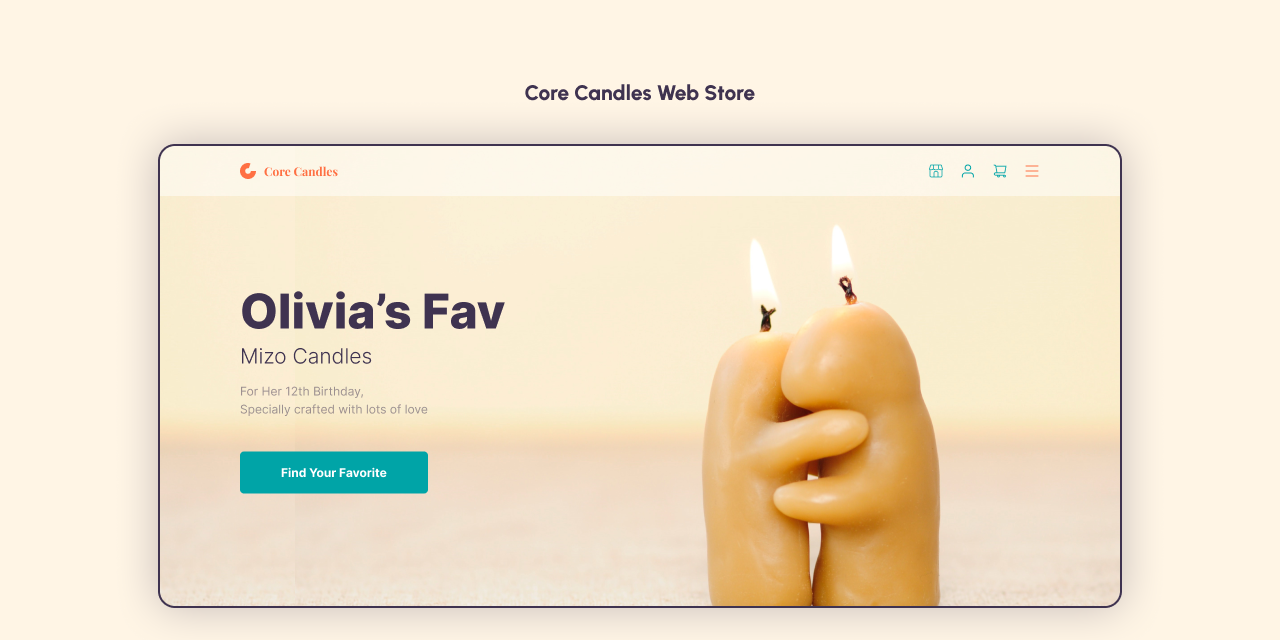 Core Candles Web Store
Core Candles
Olivia’s Fav
Mizo Candles
For Her 12th Birthday,
Specially crafted with lots of love
Find Your Favorite